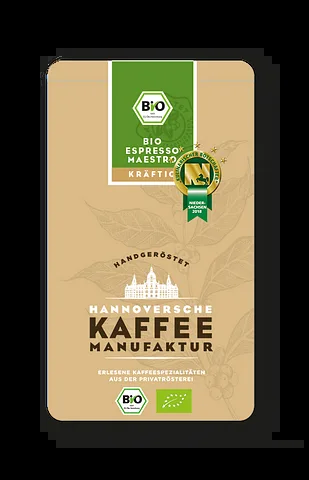 BIO
BIO
ESPRESSO
MAESTRO
KRÄFTIG
NIEDER-
SACHSEN
2018
HANDGERÖSTET
HANNOVERSCHE
KAFFEE
MANUFAKTUR
ERLESENE KAFFEESPEZIALITÄTEN
AUS DER PRIVATRÖSTEREI
BIO